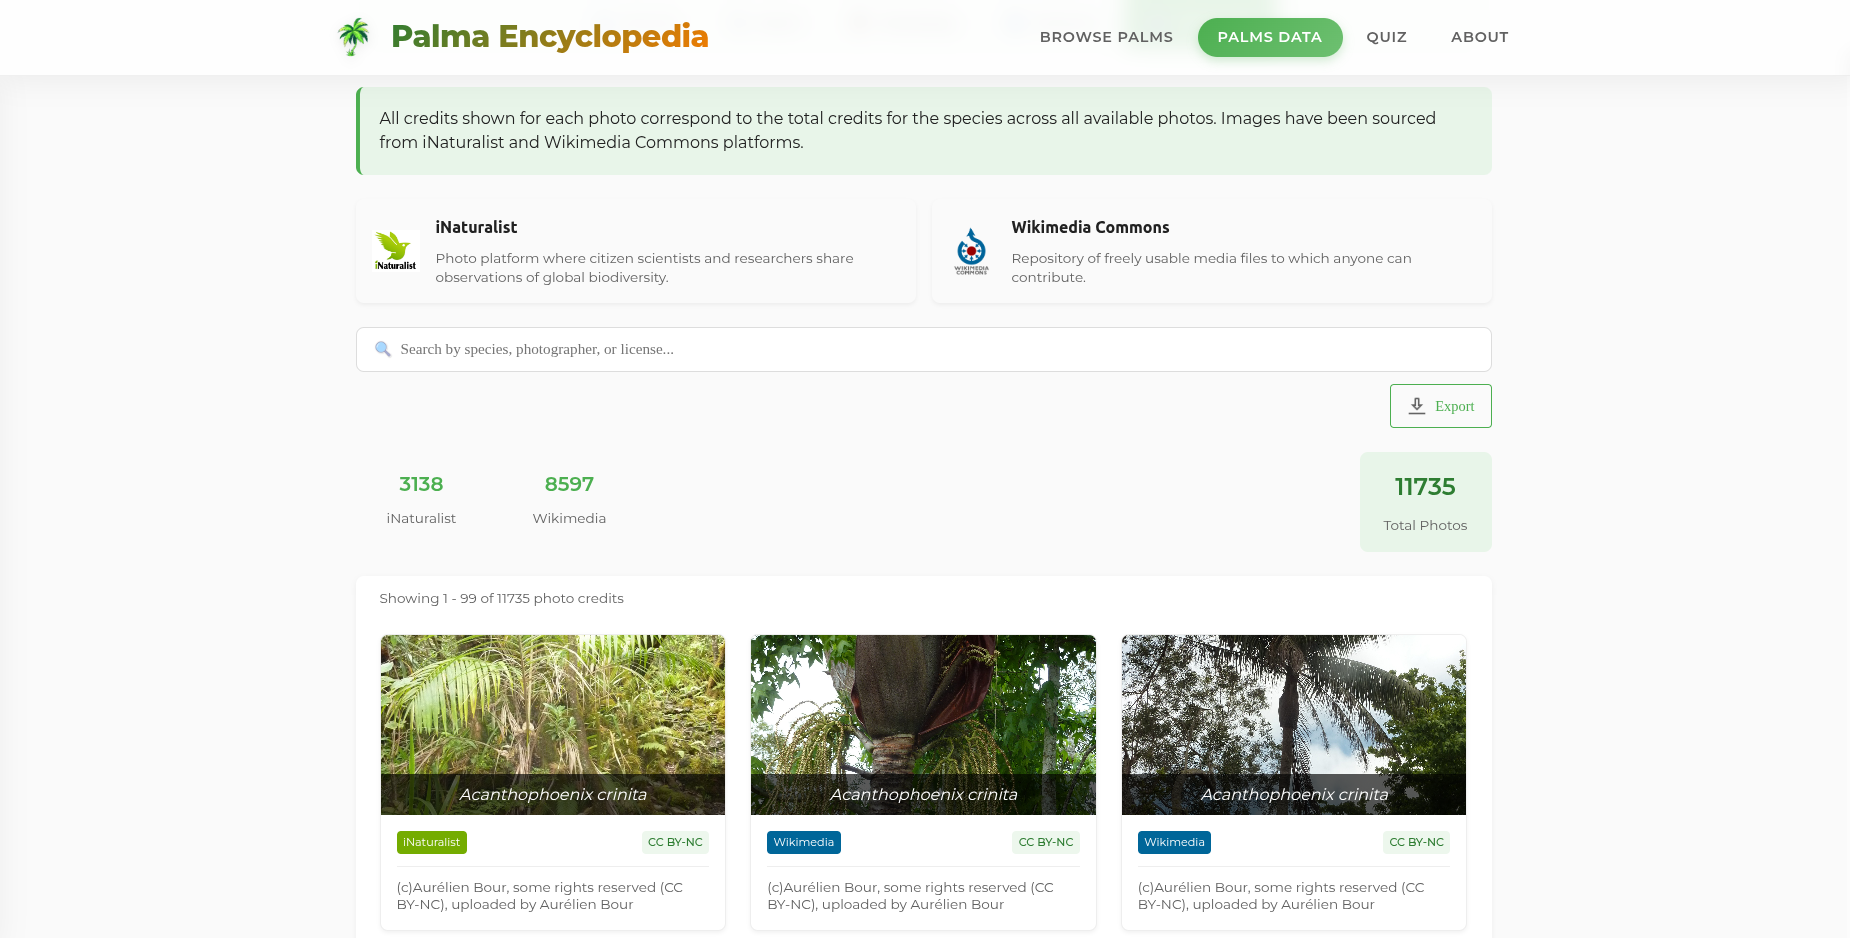 Palma Encyclopedia
BROWSE PALMS
PALMS DATA
QUIZ
ABOUT
All credits shown for each photo correspond to the total credits for the species across all available photos. Images have been sourced
from iNaturalist and Wikimedia Commons platforms.
iNaturalist
iNaturalist
Photo platform where citizen scientists and researchers share
observations of global biodiversity.
WIKIMEDIA
COMMONS
Wikimedia Commons
Repository of freely usable media files to which anyone can
contribute.
Search by species, photographer, or license...
Export
3138
iNaturalist
8597
Wikimedia
11735
Total Photos
Showing 1 - 99 of 11735 photo credits
Acanthophoenix crinita
iNaturalist
CC BY-NC
(c)Aurélien Bour, some rights reserved (CC
BY-NC), uploaded by Aurélien Bour
Acanthophoenix crinita
Wikimedia
CC BY-NC
(c)Aurélien Bour, some rights reserved (CC
BY-NC), uploaded by Aurélien Bour
Acanthophoenix crinita
Wikimedia
CC BY-NC
(c)Aurélien Bour, some rights reserved (CC
BY-NC), uploaded by Aurélien Bour